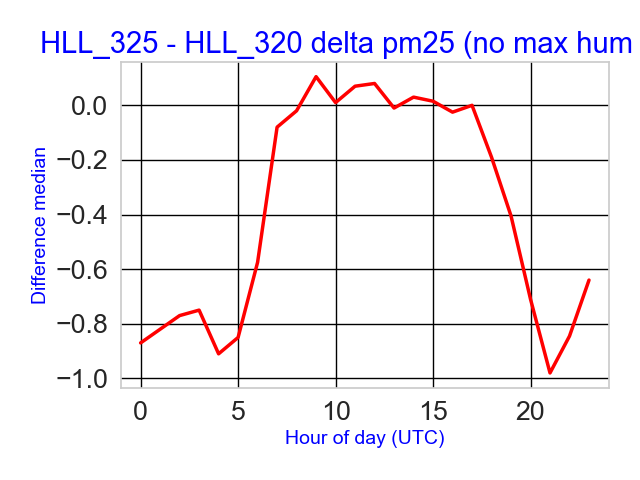 HLL_325 - HLL_320 delta pm25 (no max hum
Difference median
0.0
−0.2
−0.4
−0.6
−0.8
−1.0
0 5 10 15 20
Hour of day (UTC)